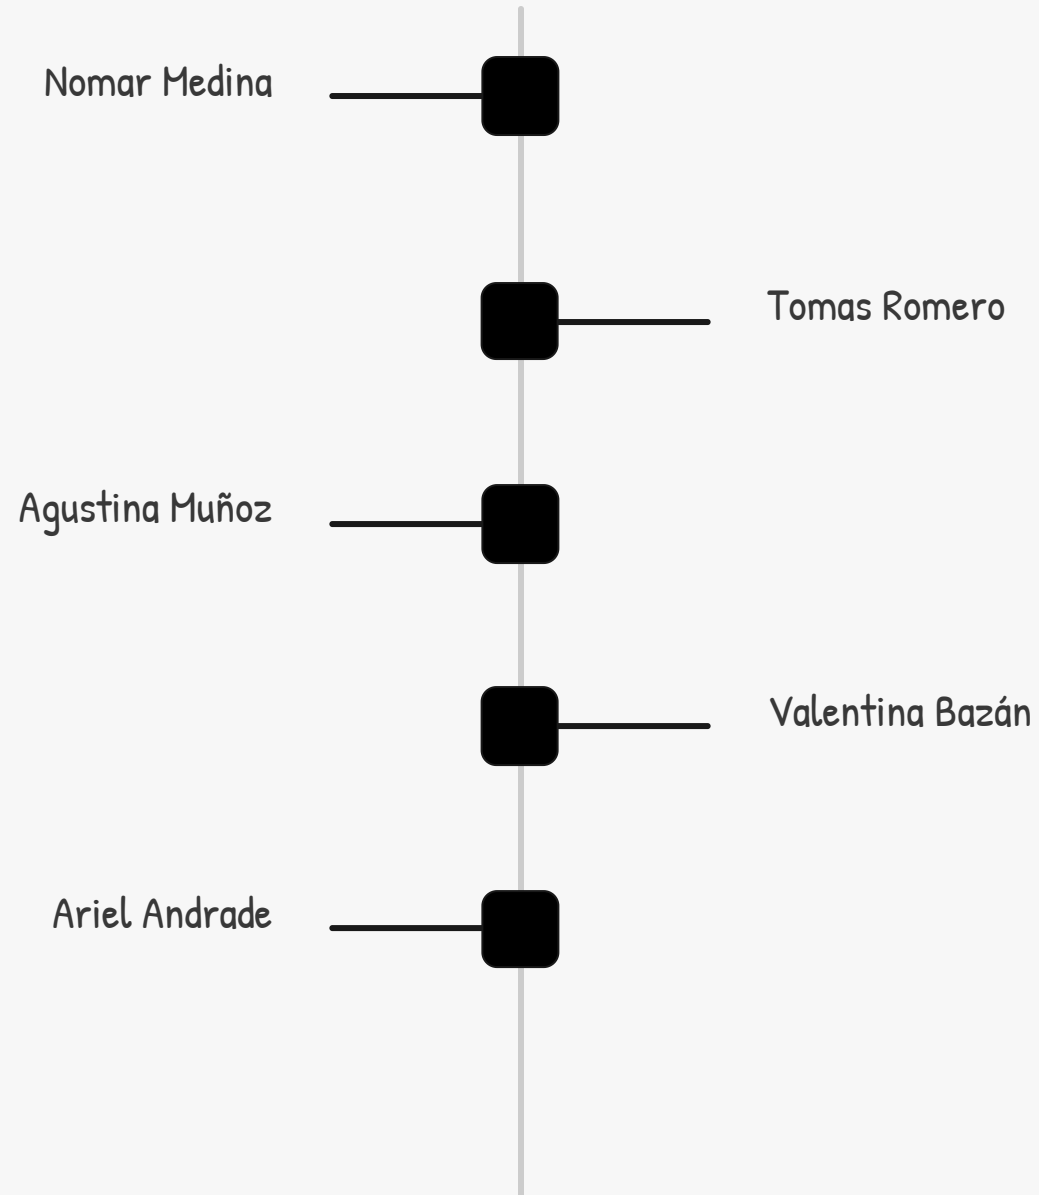 Nomar Medina
Tomas Romero
Agustina Muñoz
Valentina Bazán
Ariel Andrade